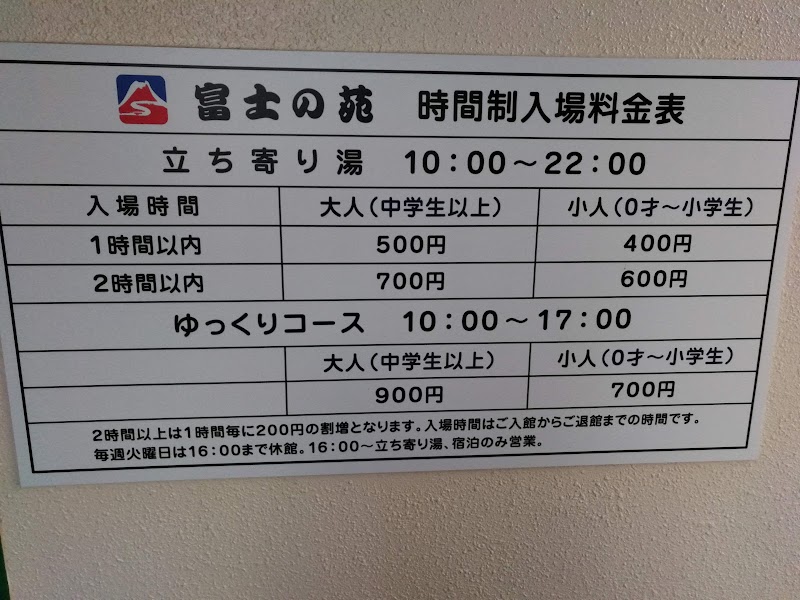 S 富士の苑 時間制入場料金表
立ち寄り湯 10：00～22：00
入場時間 大人（中学生以上） 小人（0才～小学生）
1時間以内 500円 400円
2時間以内 700円 600円
ゆっくりコース 10：00～17：00
大人（中学生以上） 小人（0才～小学生）
900円 700円
2時間以上は1時間毎に200円の割増となります。入場時間はご入館からご退館までの時間です。
毎週火曜日は16：00まで休館。16：00～立ち寄り湯、宿泊のみ営業。